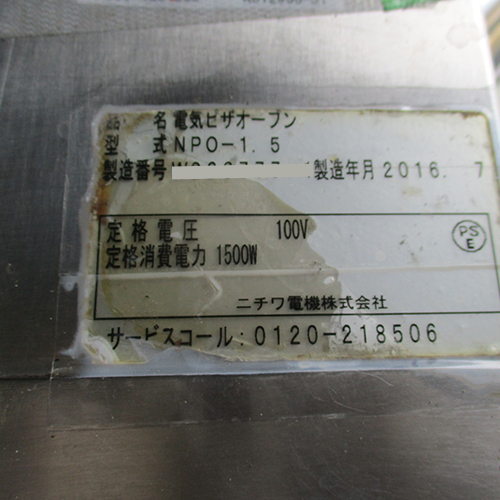 品 名 電気ピザオーブン
型 式 NPO-1.5
製造番号 製造年月 2016. 7
定格電圧 100V
定格消費電力 1500W
PS
E
ニチワ電機株式会社
サービスコール:0120-218506